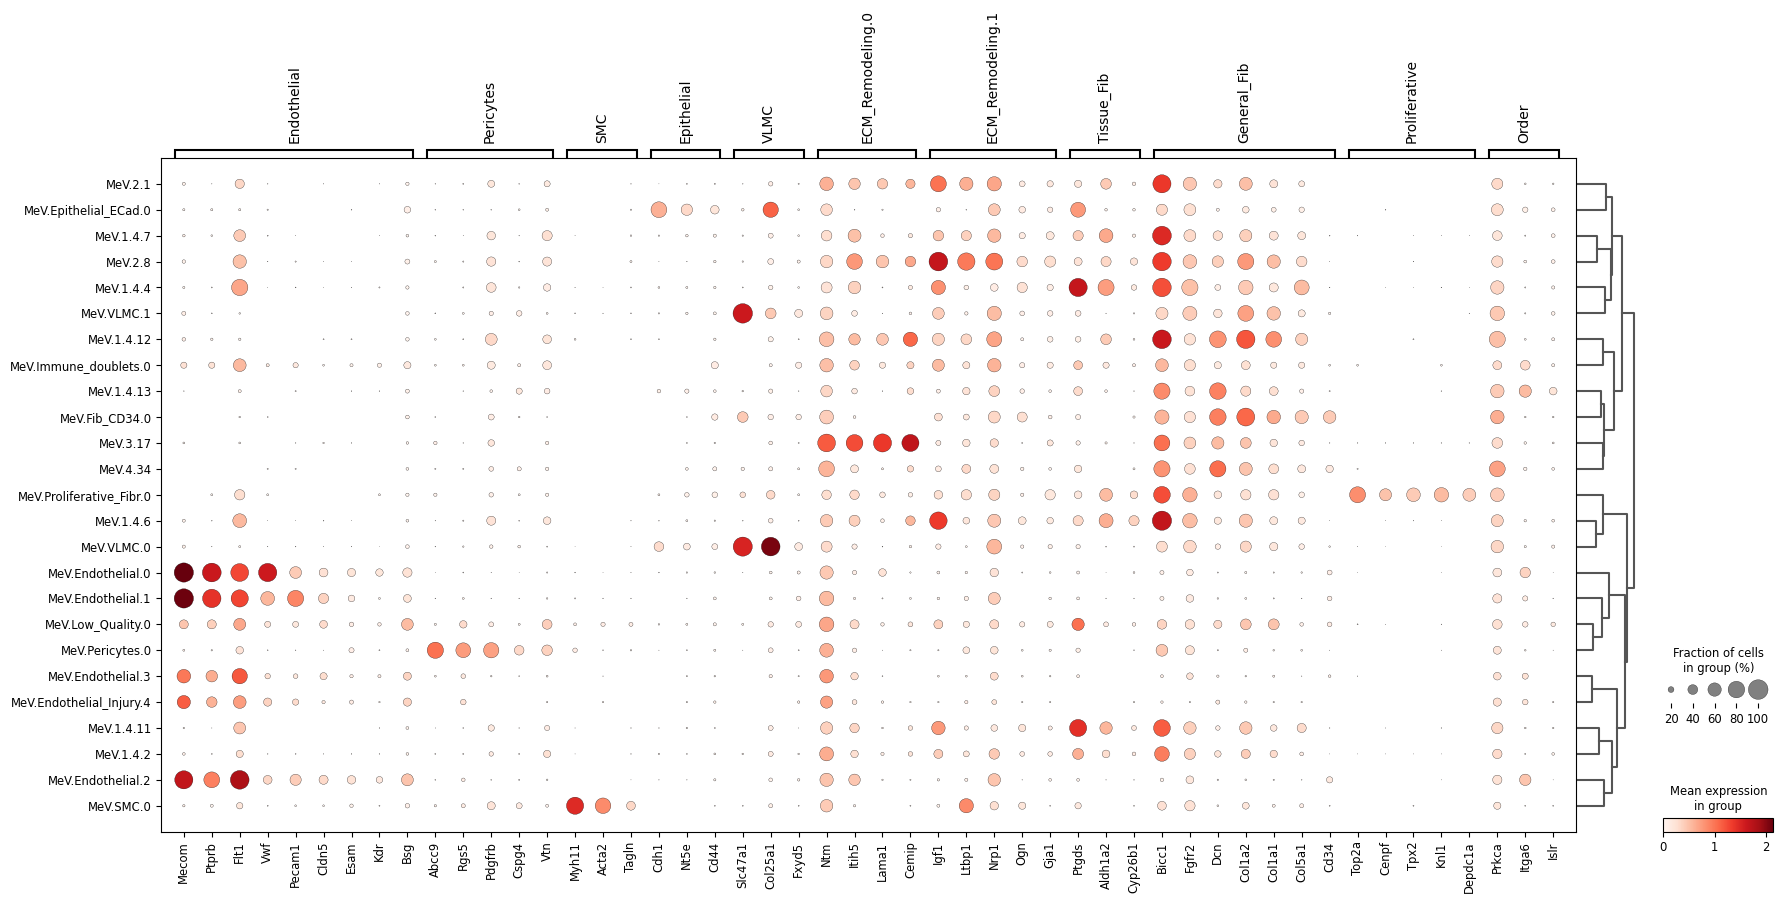 Endothelial
Pericytes
SMC
Epithelial
VLMC
ECM_Remodeling.0
ECM_Remodeling.1
Tissue_Fib
General_Fib
Proliferative
Order
MeV.2.1
MeV.Epithelial_ECad.0
MeV.1.4.7
MeV.2.8
MeV.1.4.4
MeV.VLMC.1
MeV.1.4.12
MeV.Immune_doublets.0
MeV.1.4.13
MeV.Fib_CD34.0
MeV.3.17
MeV.4.34
MeV.Proliferative_Fibr.0
MeV.1.4.6
MeV.VLMC.0
MeV.Endothelial.0
MeV.Endothelial.1
MeV.Low_Quality.0
MeV.Pericytes.0
MeV.Endothelial.3
MeV.Endothelial_Injury.4
MeV.1.4.11
MeV.1.4.2
MeV.Endothelial.2
MeV.SMC.0
Mecom
Ptprb
Flt1
Vwf
Pecam1
Cldn5
Esam
Kdr
Bsg
Abcc9
Rgs5
Pdgfrb
Cspg4
Vtn
Myh11
Acta2
Tagln
Cdh1
Nt5e
Cd44
Slc47a1
Col25a1
Fxyd5
Ntm
Itih5
Lama1
Cemip
Igf1
Ltbp1
Nrp1
Ogn
Gja1
Ptgds
Aldh1a2
Cyp26b1
Bicc1
Fgfr2
Dcn
Col1a2
Col1a1
Col5a1
Cd34
Top2a
Cenpf
Tpx2
Knl1
Depdc1a
Prkca
Itga6
Islr
Fraction of cells
in group (%)
20 40 60 80 100
Mean expression
in group
0 1 2